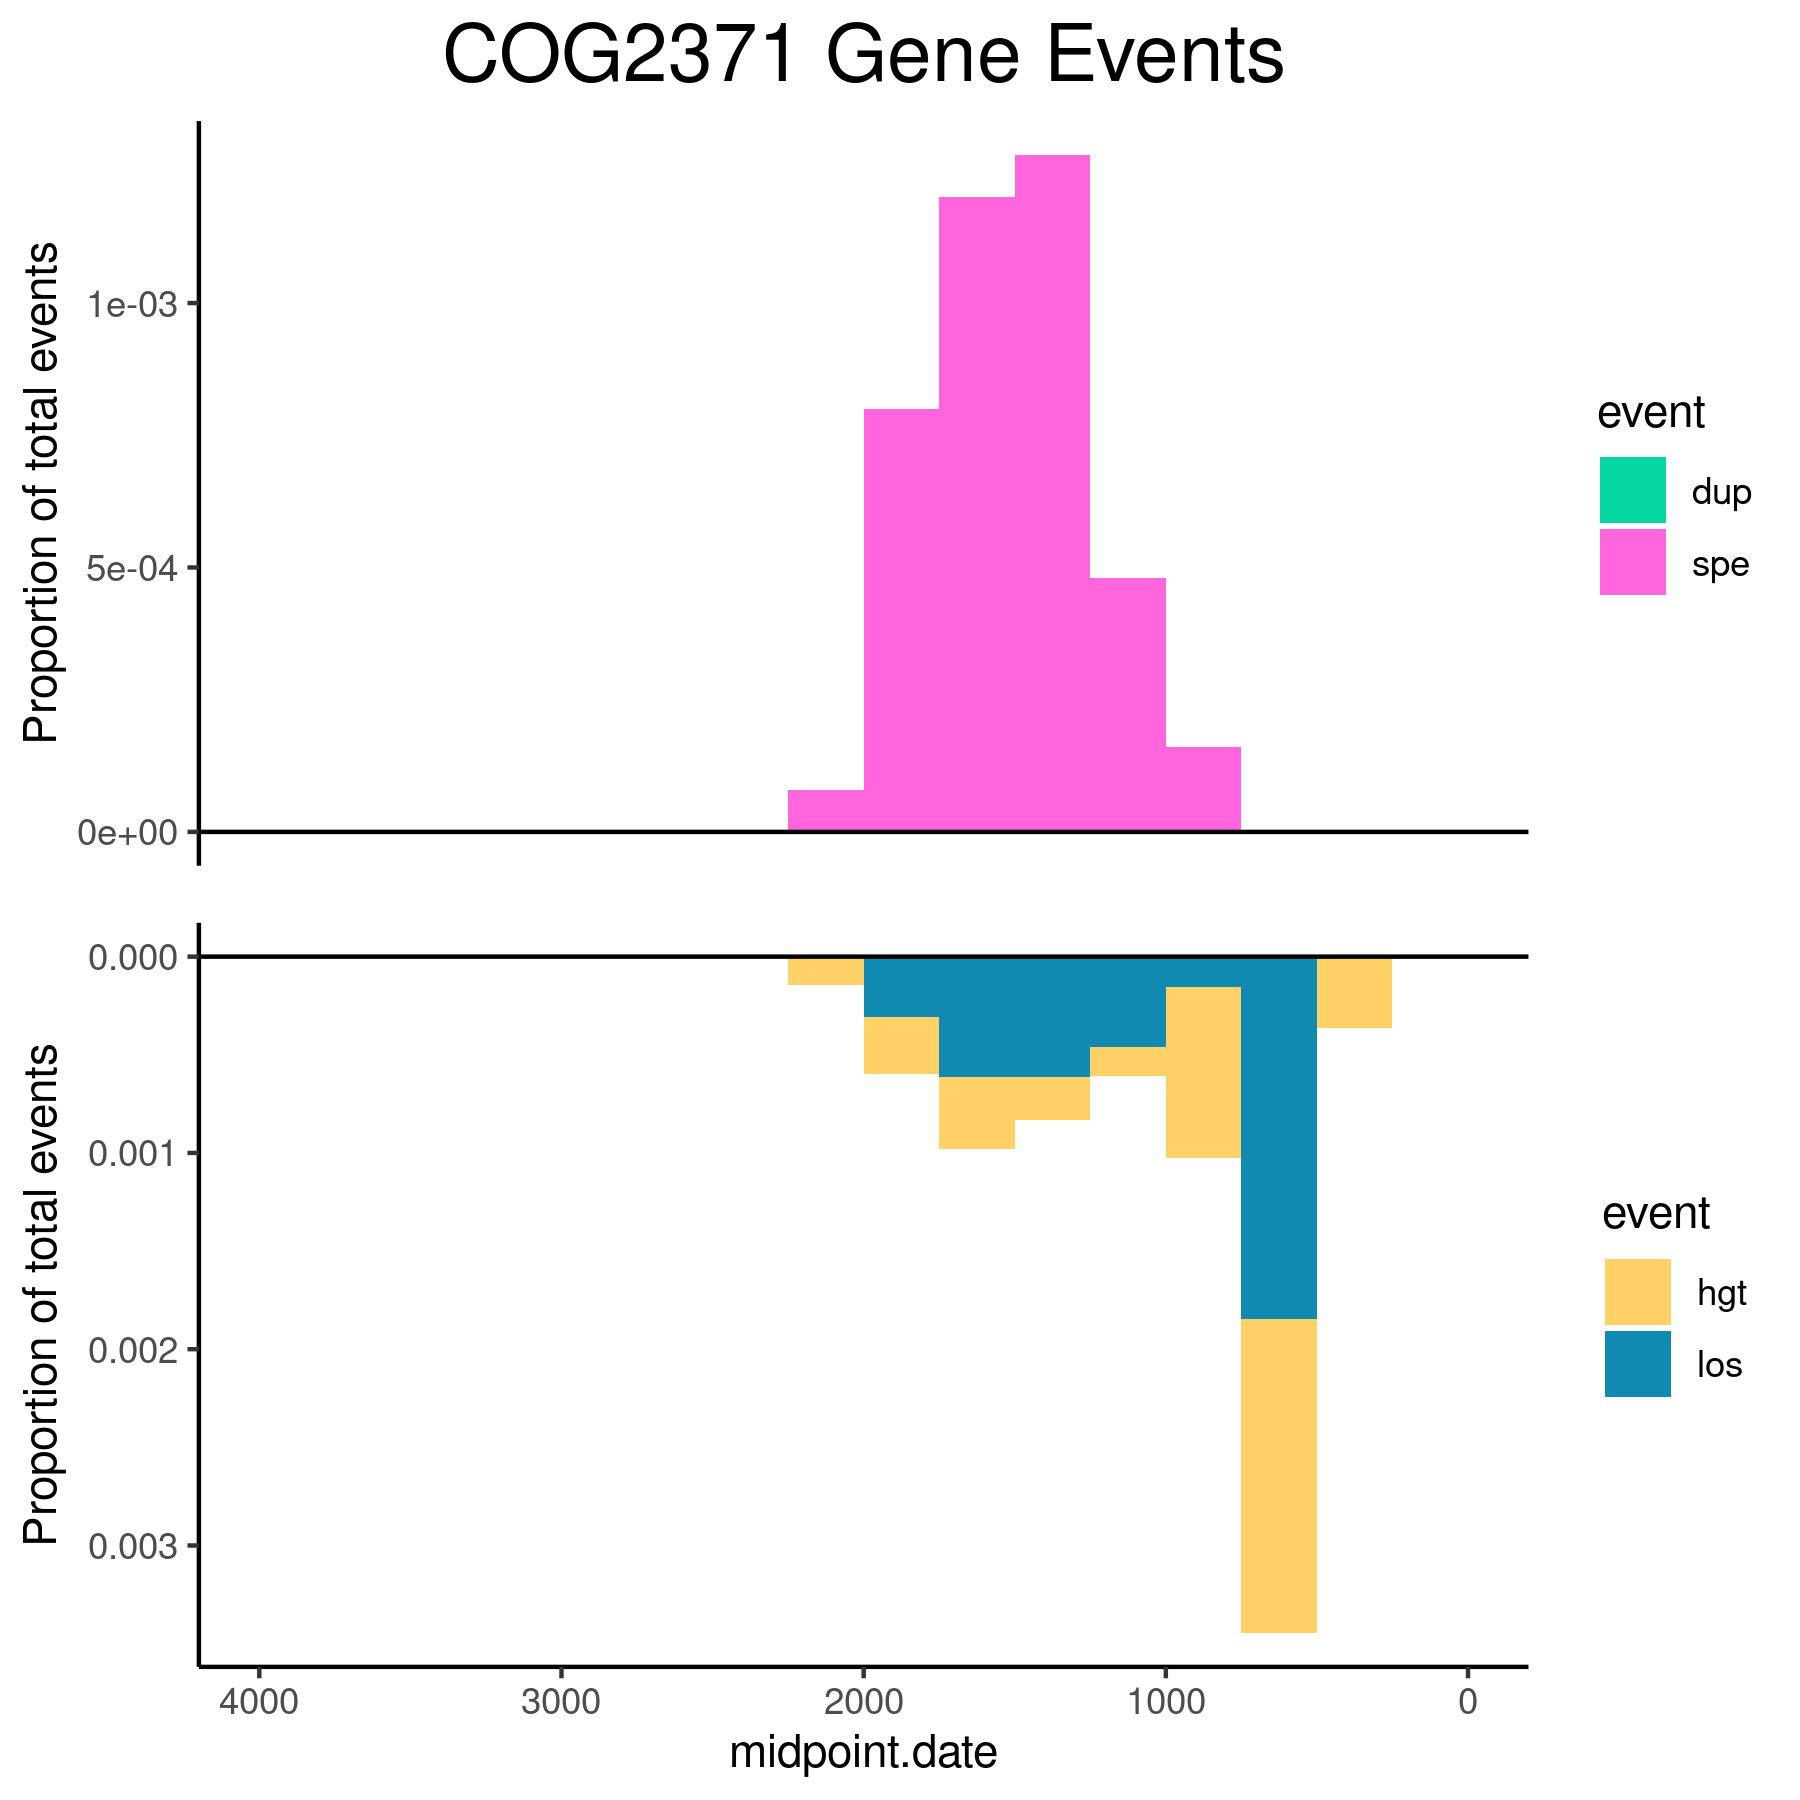 COG2371 Gene Events
Proportion of total events
1e-03
5e-04
0e+00
event
dup
spe
Proportion of total events
0.000
0.001
0.002
0.003
event
hgt
los
4000 3000 2000 1000 0
midpoint.date